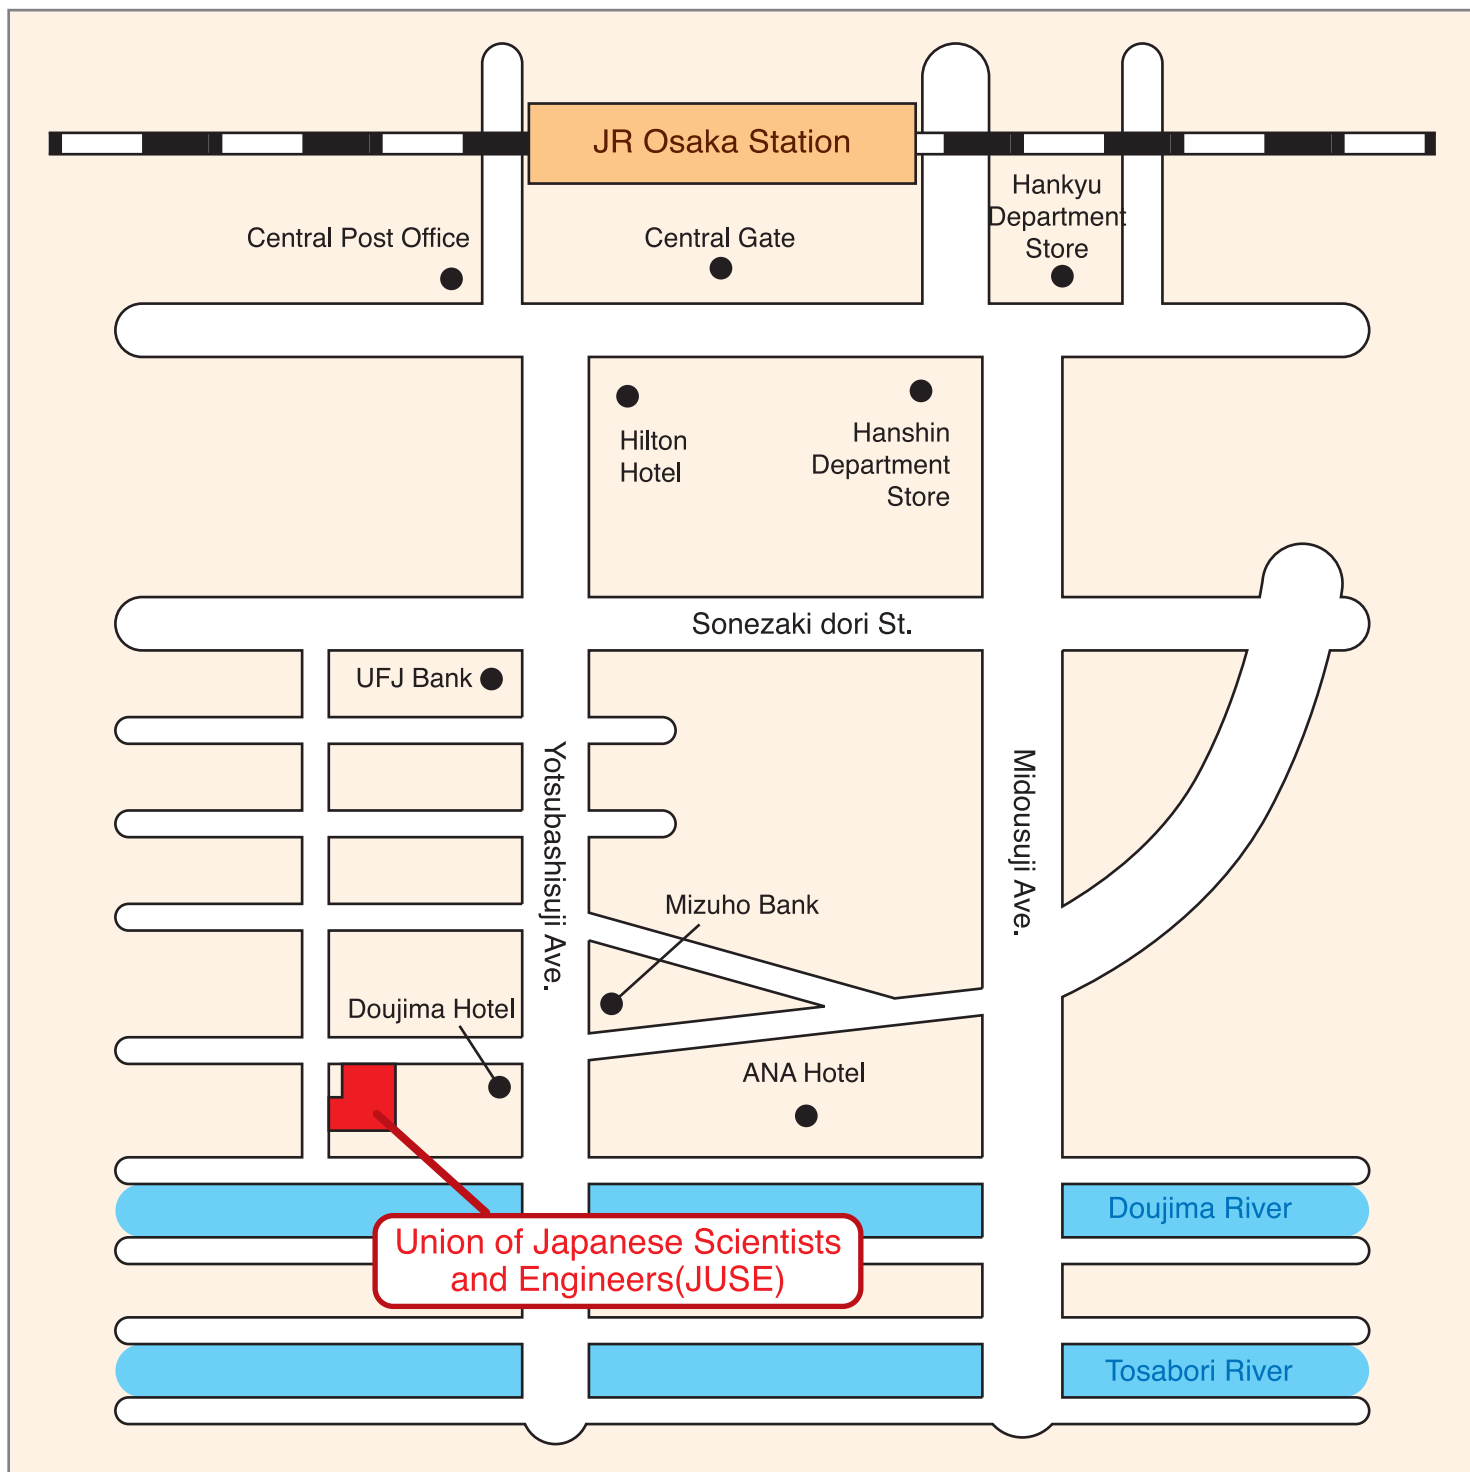 JR Osaka Station
Hankyu
Department
Store
Central Post Office
Central Gate
Hilton
Hotel
Hanshin
Department
Store
Sonezaki dori St.
UFJ Bank
Yotsubashisuji Ave.
Midousuji Ave.
Mizuho Bank
Doujima Hotel
ANA Hotel
Doujima River
Union of Japanese Scientists
and Engineers(JUSE)
Tosabori River